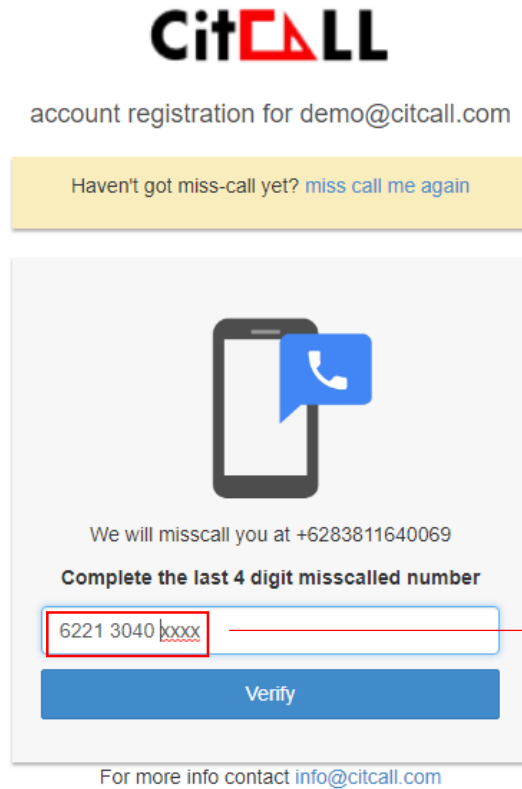 CitCALL
account registration for demo@citcall.com
Haven't got miss-call yet? miss call me again
We will misscall you at +6283811640069
Complete the last 4 digit misscalled number
6221 3040 xxxx
Verify
For more info contact info@citcall.com